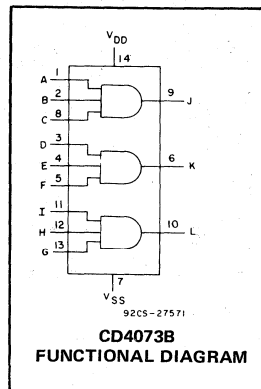 VDD
14
A 1
B 2
C 8
9 J
D 3
E 4
F 5
6 K
I 11
H 12
G 13
10 L
7
VSS
92CS-27571
CD4073B
FUNCTIONAL DIAGRAM